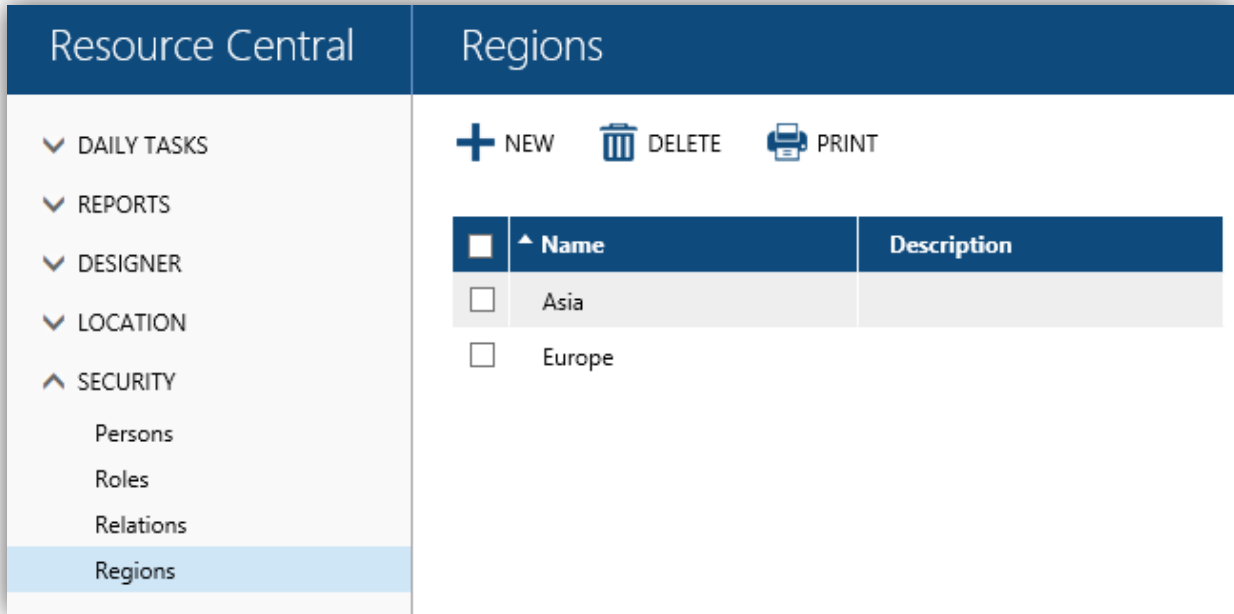 Resource Central
Regions
DAILY TASKS
REPORTS
DESIGNER
LOCATION
SECURITY
Persons
Roles
Relations
Regions
NEW DELETE PRINT
Name Description
Asia
Europe